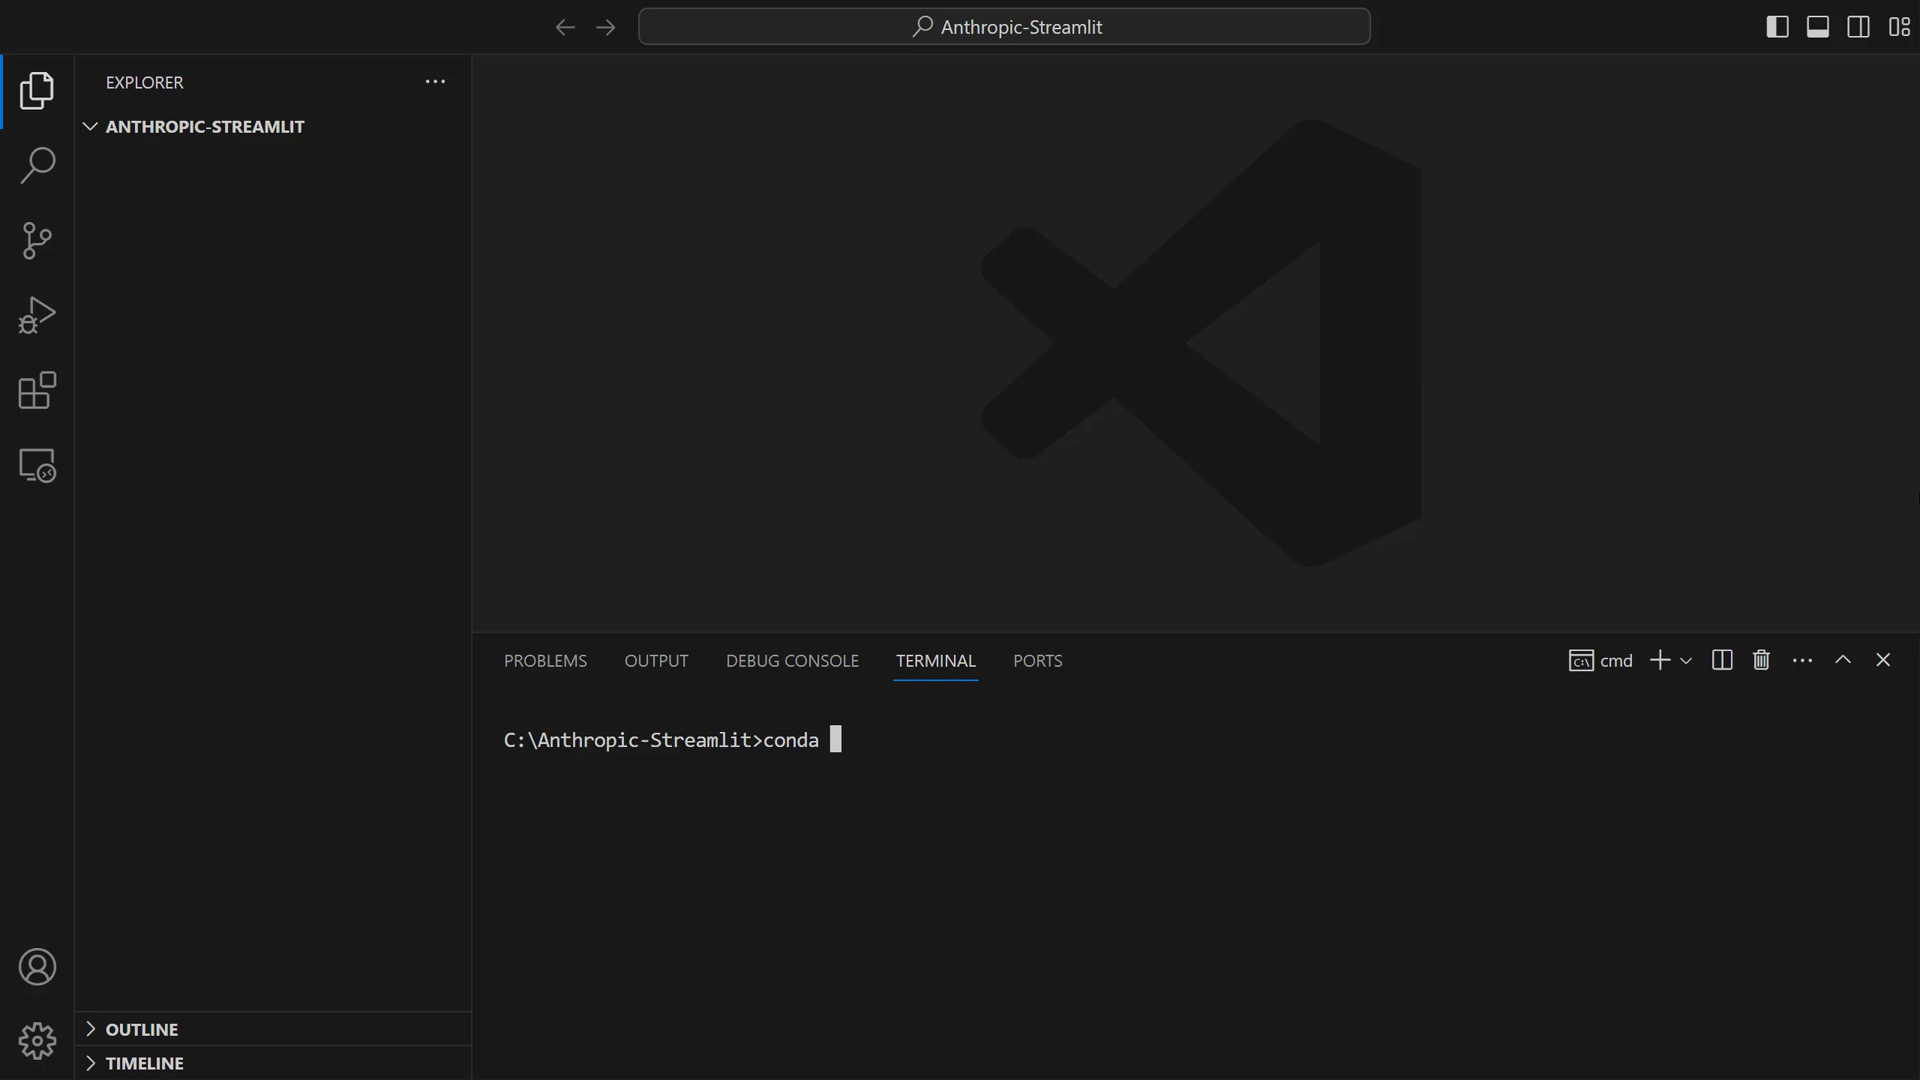 Anthropic-Streamlit
EXPLORER
ANTHROPIC-STREAMLIT
PROBLEMS
OUTPUT
DEBUG CONSOLE
TERMINAL
PORTS
cmd
C:\Anthropic-Streamlit>conda
OUTLINE
TIMELINE